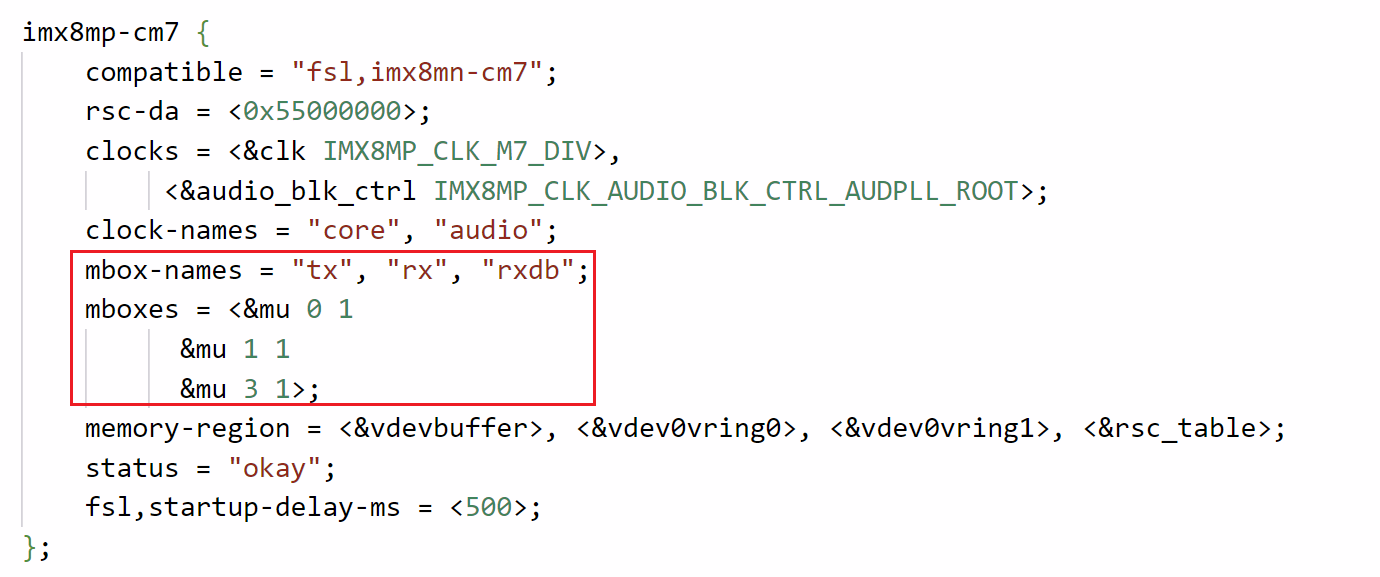 imx8mp-cm7 {
compatible = "fsl,imx8mn-cm7";
rsc-da = <0x55000000>;
clocks = <&clk IMX8MP_CLK_M7_DIV>,
<&audio_blk_ctrl IMX8MP_CLK_AUDIO_BLK_CTRL_AUDPLL_ROOT>;
clock-names = "core", "audio";
mbox-names = "tx", "rx", "rxdb";
mboxes = <&mu 0 1
&mu 1 1
&mu 3 1>;
memory-region = <&vdevbuffer>, <&vdev0vring0>, <&vdev0vring1>, <&rsc_table>;
status = "okay";
fsl,startup-delay-ms = <500>;
};